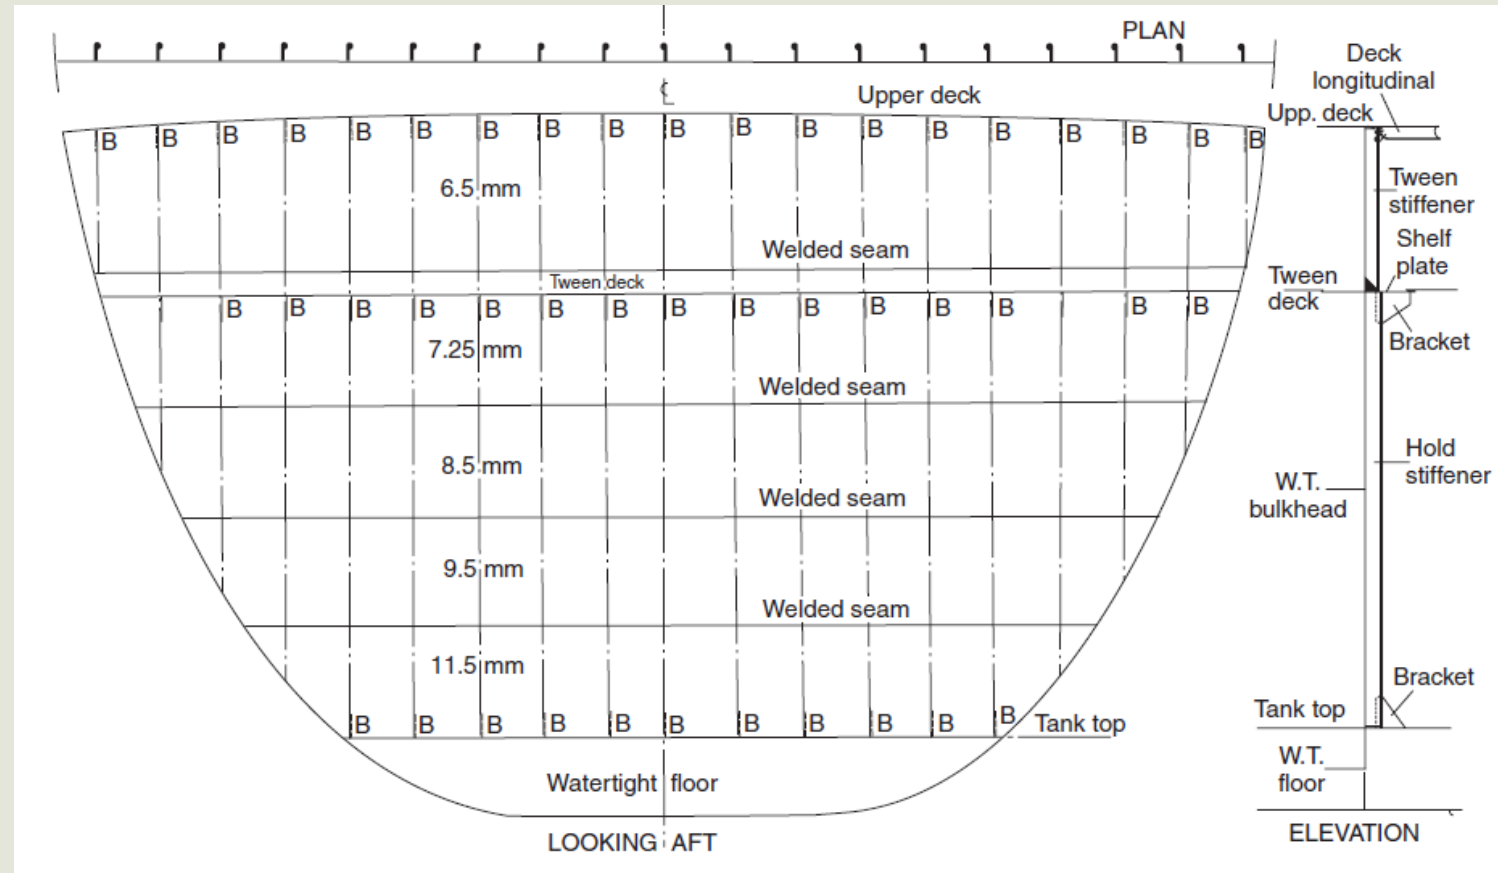 PLAN
℄
Upper deck
B B B B B B B B B B B B B B B B B B B
6.5 mm
Welded seam
Tween deck
B B B B B B B B B B B B B B B
7.25 mm
Welded seam
8.5 mm
Welded seam
9.5 mm
Welded seam
11.5 mm
B B B B B B B B B B B
Tank top
Watertight floor
LOOKING AFT
Deck
longitudinal
Upp. deck
Tween
stiffener
Shelf
plate
Tween
deck
Bracket
Hold
stiffener
W.T.
bulkhead
Bracket
Tank top
W.T.
floor
ELEVATION